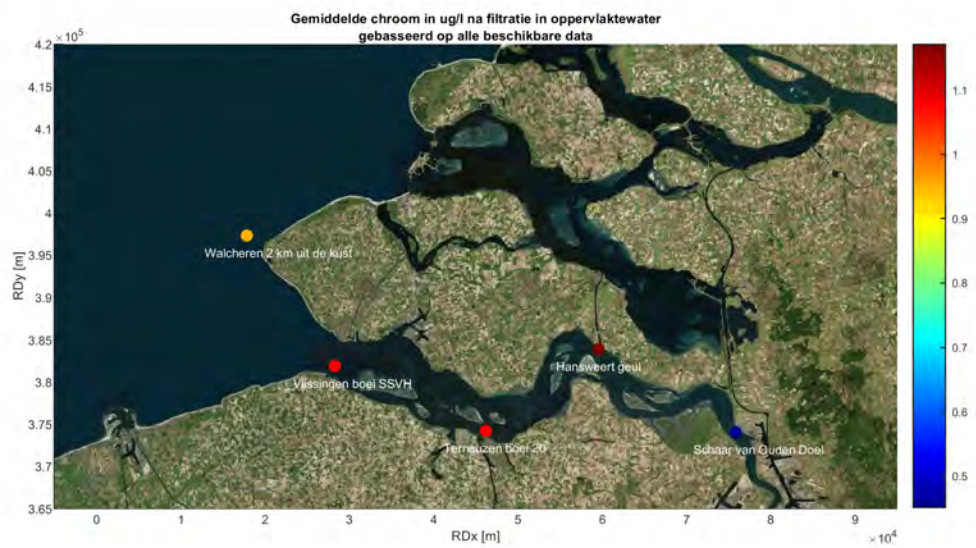 Gemiddelde chroom in ug/l na filtratie in oppervlaktewater
gebasseerd op alle beschikbare data
×10⁵
4.2
4.15
4.1
4.05
4
3.95
3.9
3.85
3.8
3.75
3.7
3.65
RDy [m]
Walcheren 2 km uit de kust
Vlissingen boei SSVH
Hansweert geul
Terneuzen boei 20
Schaar van Ouden Doel
0 1 2 3 4 5 6 7 8 9
×10⁴
RDx [m]
1.1
1
0.9
0.8
0.7
0.6
0.5